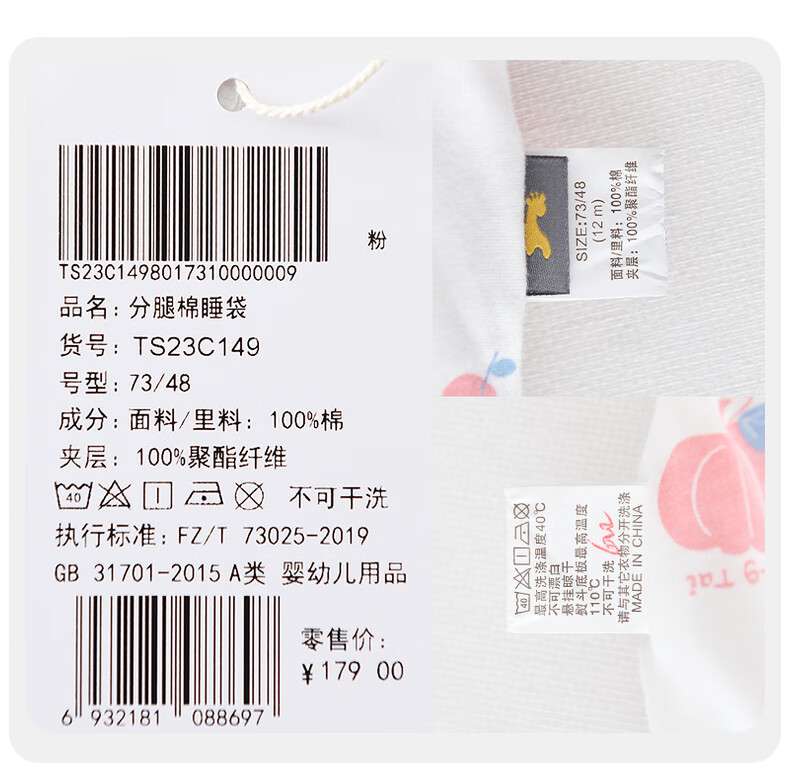 粉
TS23C1498017310000009
品名: 分腿棉睡袋
货号: TS23C149
号型: 73/48
成分: 面料/里料: 100%棉
夹层: 100%聚酯纤维
40
不可干洗
执行标准: FZ/T 73025-2019
GB 31701-2015 A类 婴幼儿用品
零售价:
¥179 00
6 932181 088697
SIZE:73/48
(12 m)
面料/里料: 100%棉
夹层: 100%聚酯纤维
40
最高洗涤温度40℃
不可漂白
悬挂晾干
熨斗底板最高温度
110℃
不可干洗
请与其它衣物分开洗涤
MADE IN CHINA
Tai